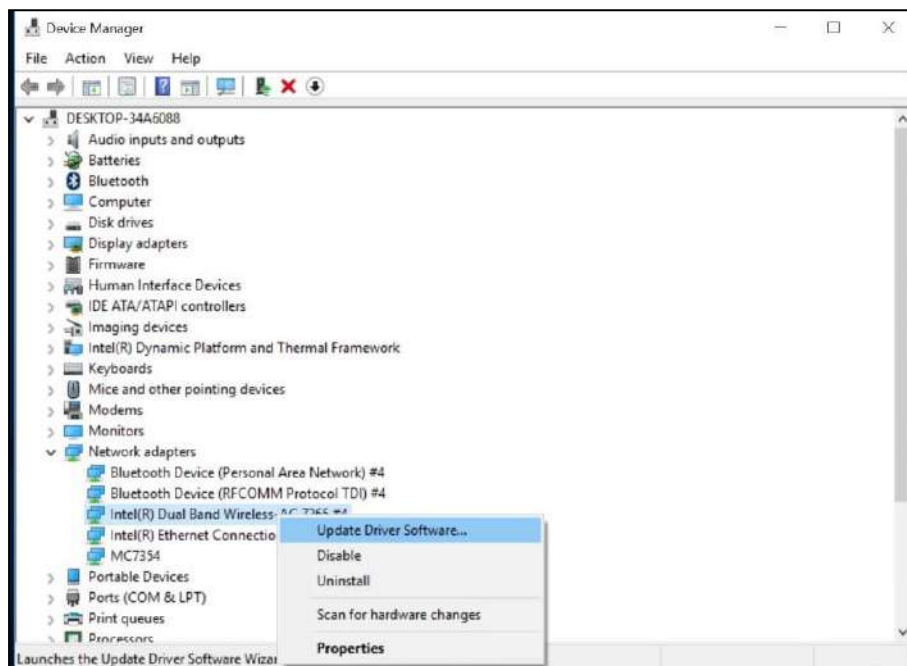 Device Manager
File Action View Help
DESKTOP-34A6088
Audio inputs and outputs
Batteries
Bluetooth
Computer
Disk drives
Display adapters
Firmware
Human Interface Devices
IDE ATA/ATAPI controllers
Imaging devices
Intel(R) Dynamic Platform and Thermal Framework
Keyboards
Mice and other pointing devices
Modems
Monitors
Network adapters
Bluetooth Device (Personal Area Network) #4
Bluetooth Device (RFCOMM Protocol TDI) #4
Intel(R) Dual Band Wireless-AC 7265 #4
Update Driver Software...
Intel(R) Ethernet Connectio
Disable
MC7354
Uninstall
Portable Devices
Ports (COM & LPT)
Scan for hardware changes
Print queues
Processors
Properties
Launches the Update Driver Software Wizar